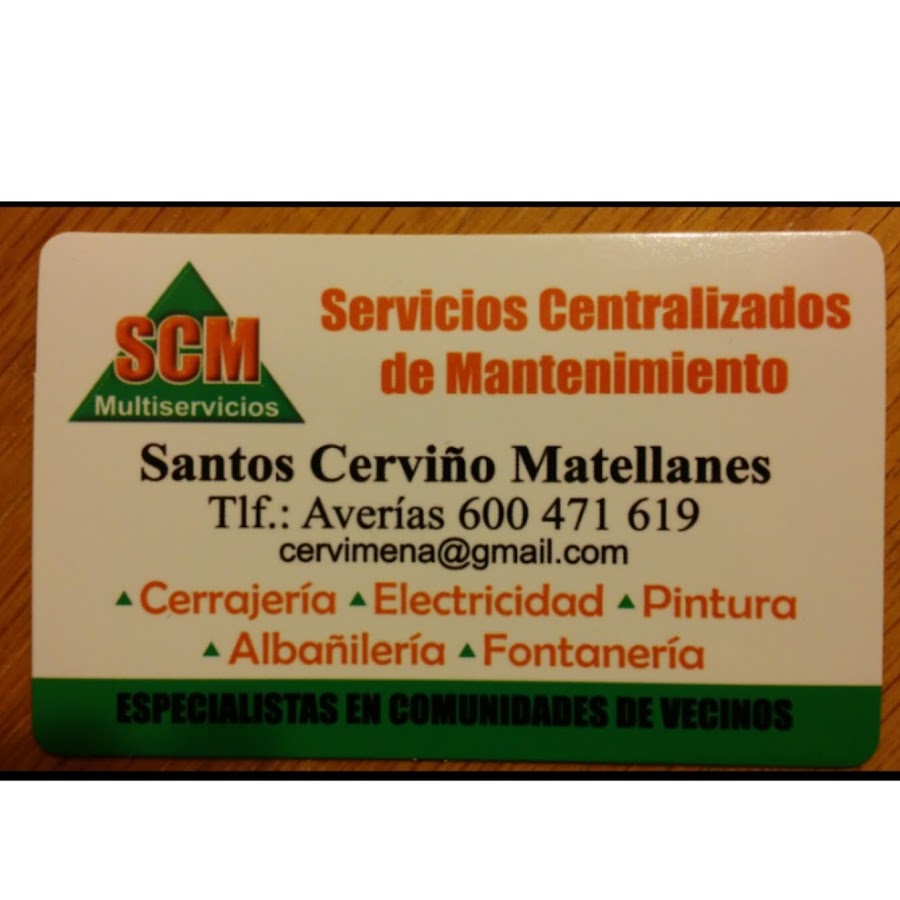 SCM
Multiservicios
Servicios Centralizados
de Mantenimiento
Santos Cerviño Matellanes
Tlf.: Averías 600 471 619
cervimena@gmail.com
▲Cerrajería ▲Electricidad ▲Pintura
▲Albañilería ▲Fontanería
ESPECIALISTAS EN COMUNIDADES DE VECINOS